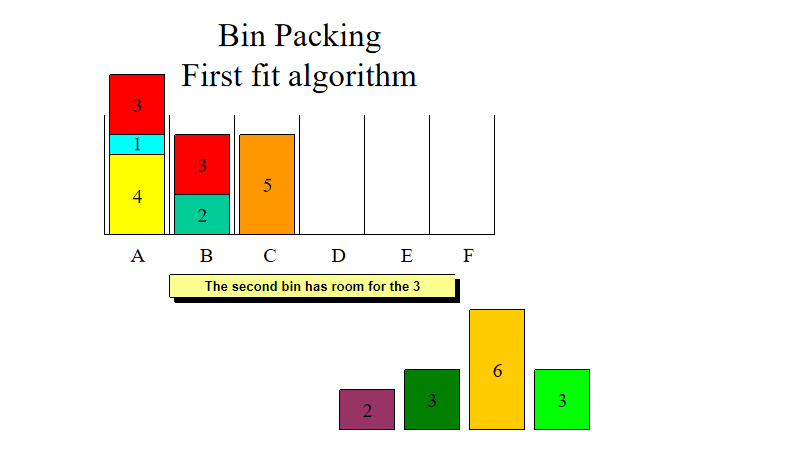 Bin Packing
First fit algorithm
3
1
4
3
2
5
A B C D E F
The second bin has room for the 3
2 3 6 3